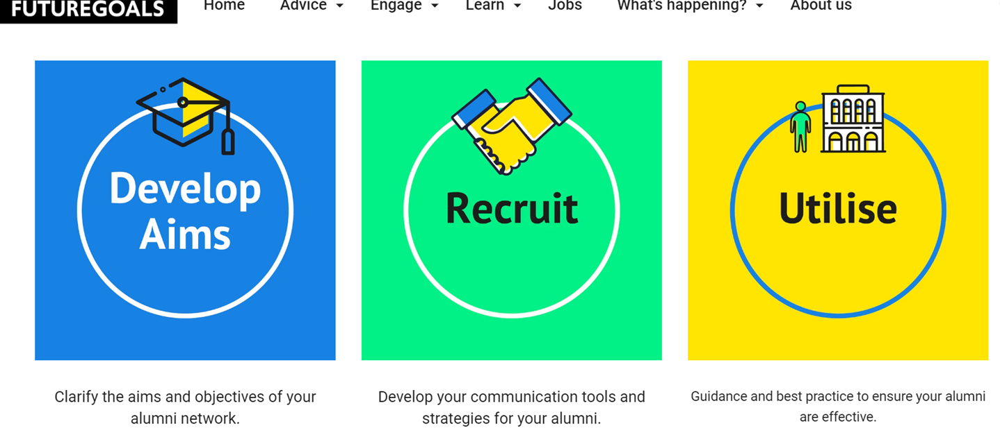 FUTUREGOALS Home Advice Engage Learn Jobs What's happening? About us
Develop
Aims
Recruit
Utilise
Clarify the aims and objectives of your
alumni network.
Develop your communication tools and
strategies for your alumni.
Guidance and best practice to ensure your alumni
are effective.